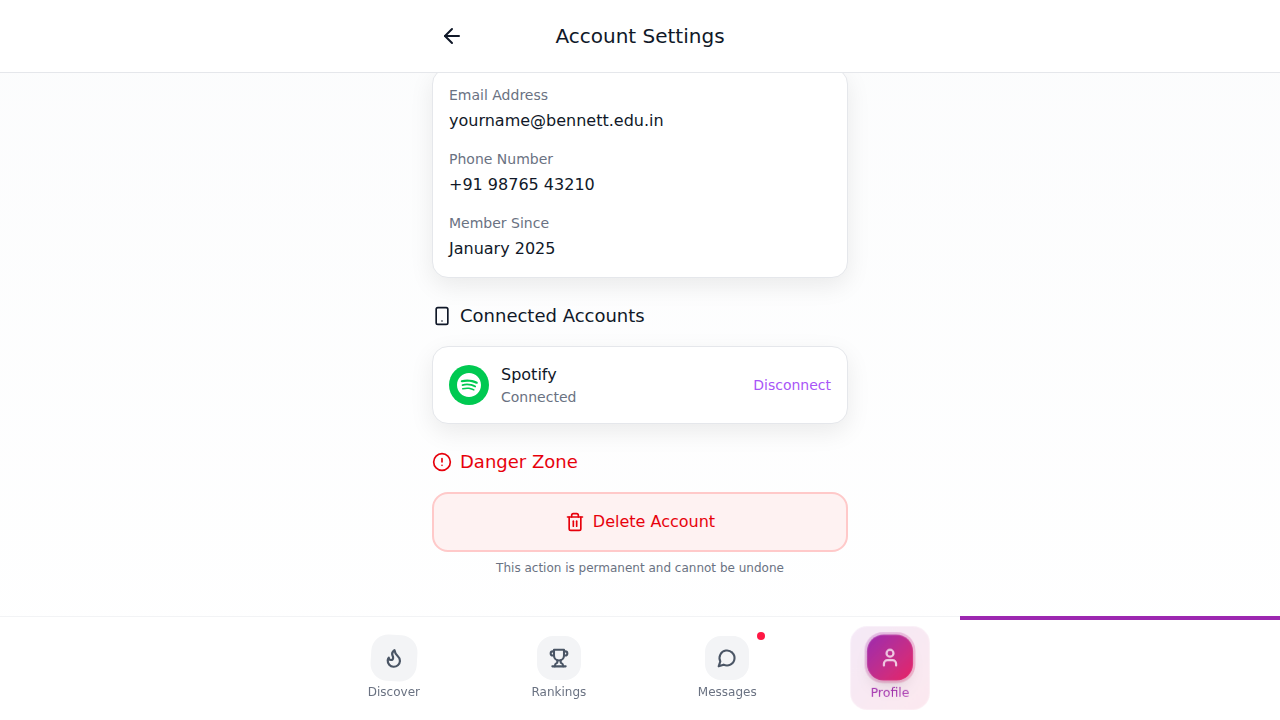 Account Settings
Email Address
yourname@bennett.edu.in
Phone Number
+91 98765 43210
Member Since
January 2025
Connected Accounts
Spotify
Connected
Disconnect
Danger Zone
Delete Account
This action is permanent and cannot be undone
Discover
Rankings
Messages
Profile